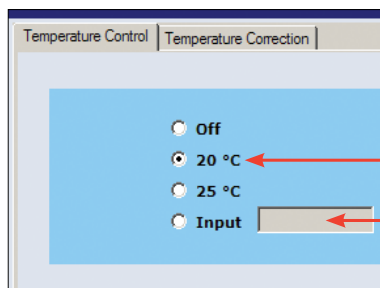 Temperature Control Temperature Correction
Off
20 °C
25 °C
Input